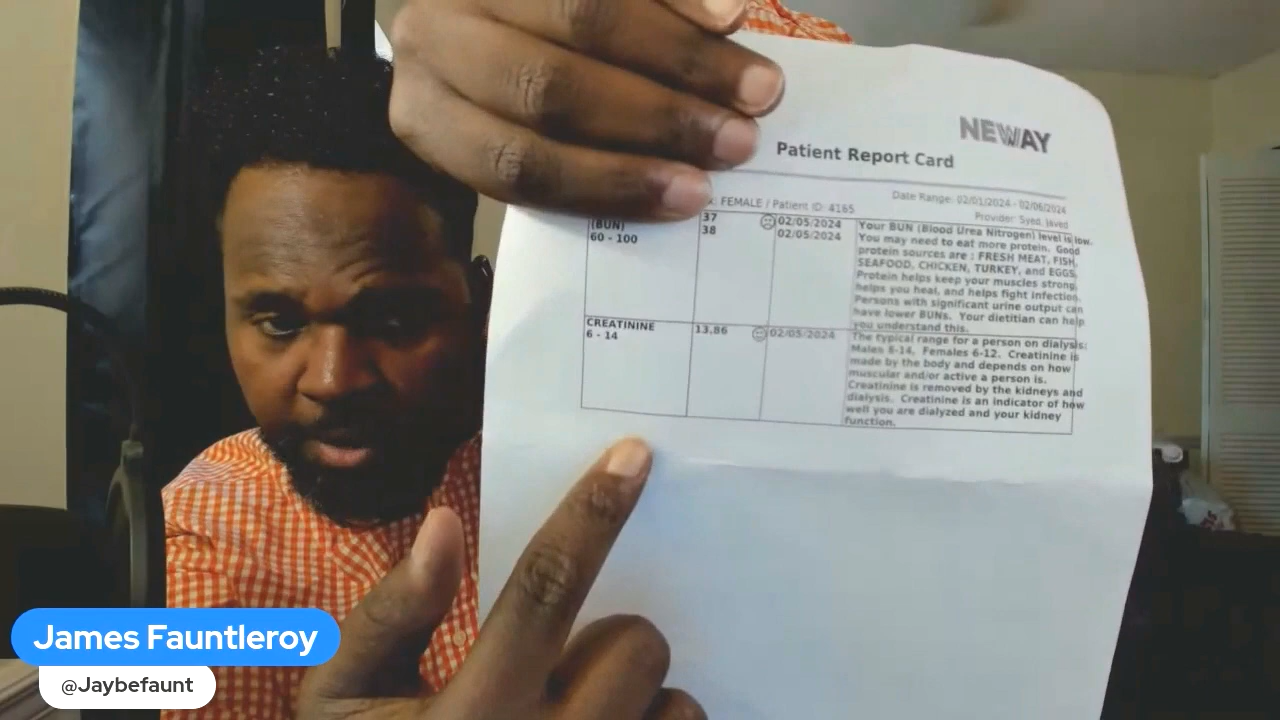 NEWAY
Patient Report Card
Date Range: 02/01/2024 - 02/06/2024
: FEMALE / Patient ID: 4165
Provider: Syed, Javed
(BUN)
60 - 100
37
38
02/05/2024
02/05/2024
Your BUN (Blood Urea Nitrogen) level is low.
You may need to eat more protein. Good
protein sources are : FRESH MEAT, FISH,
SEAFOOD, CHICKEN, TURKEY, and EGGS.
Protein helps keep your muscles strong,
helps you heal, and helps fight infection.
Persons with significant urine output can
have lower BUNs. Your dietitian can help
you understand this.
CREATININE
6 - 14
13.86
02/05/2024
The typical range for a person on dialysis:
Males 6-14, Females 6-12. Creatinine is
made by the body and depends on how
muscular and/or active a person is.
Creatinine is removed by the kidneys and
dialysis. Creatinine is an indicator of how
well you are dialyzed and your kidney
function.
James Fauntleroy
@Jaybefaunt